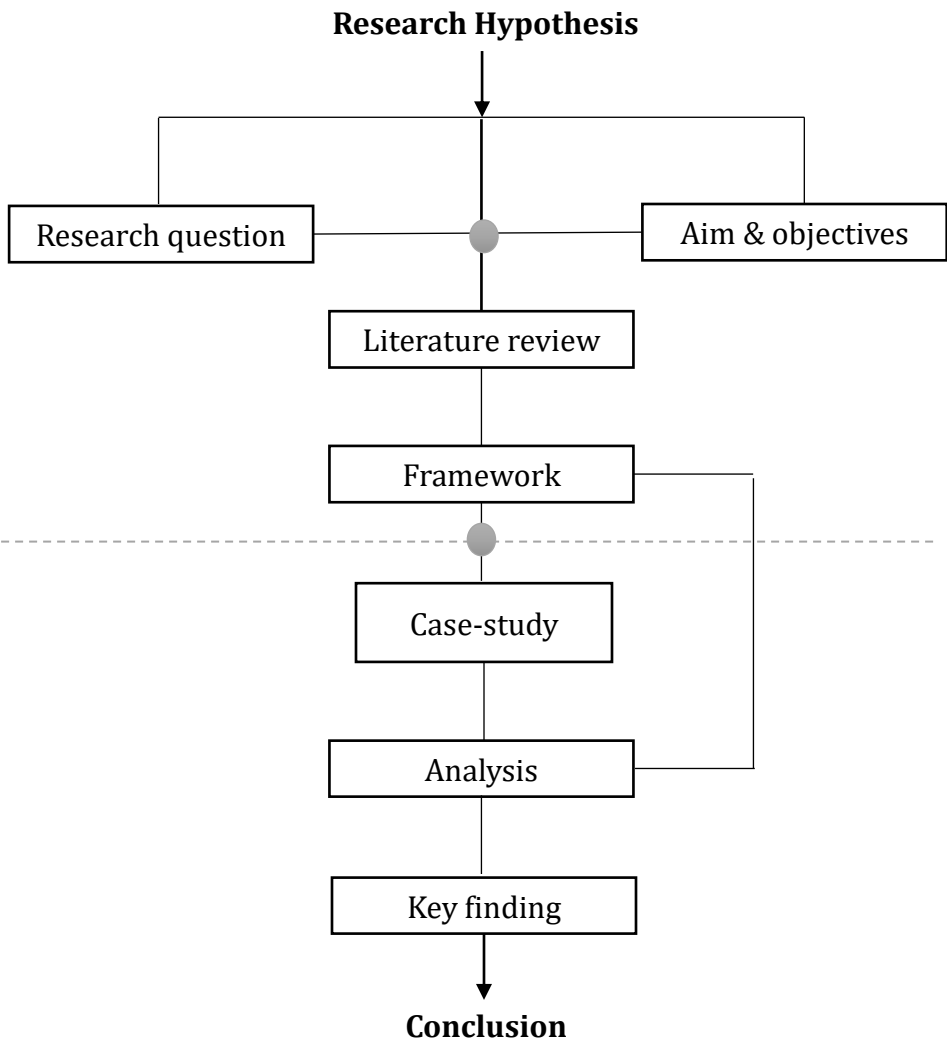 Research Hypothesis
Research question
Aim & objectives
Literature review
Framework
Case-study
Analysis
Key finding
Conclusion